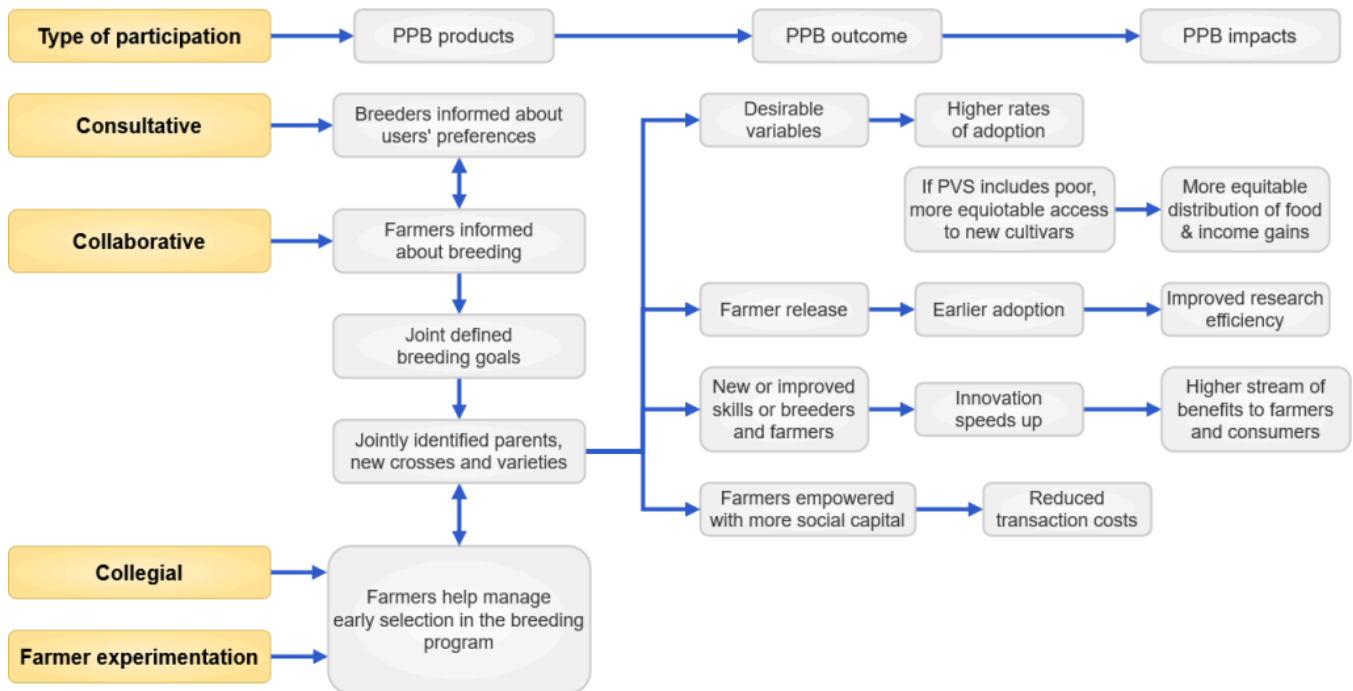 Type of participation
PPB products
PPB outcome
PPB impacts
Consultative
Breeders informed about
users' preferences
Desirable
variables
Higher rates
of adoption
If PVS includes poor,
more equiotable access
to new cultivars
More equitable
distribution of food
& income gains
Collaborative
Farmers informed
about breeding
Joint defined
breeding goals
Farmer release
Earlier adoption
Improved research
efficiency
New or improved
skills or breeders
and farmers
Innovation
speeds up
Higher stream of
benefits to farmers
and consumers
Jointly identified parents,
new crosses and varieties
Farmers empowered
with more social capital
Reduced
transaction costs
Collegial
Farmers help manage
early selection in the breeding
program
Farmer experimentation